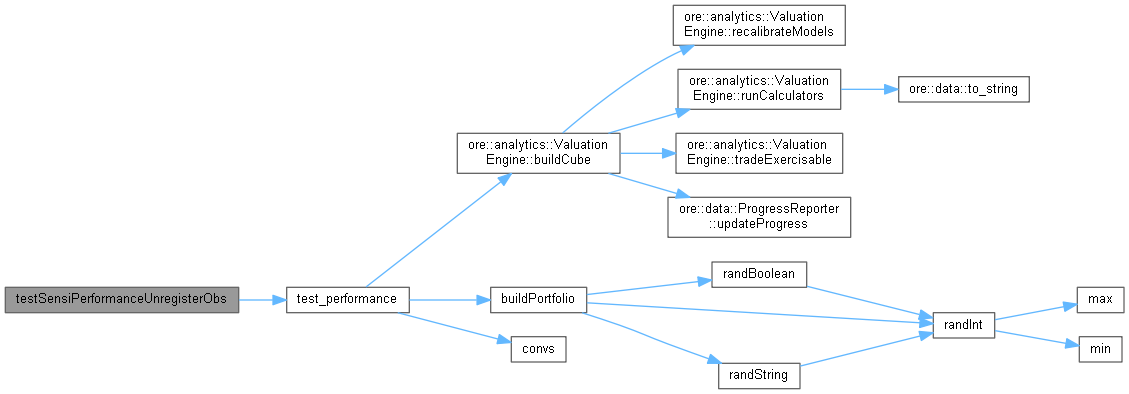 ore::analytics::Valuation
Engine::recalibrateModels
ore::analytics::Valuation
Engine::runCalculators
ore::data::to_string
ore::analytics::Valuation
Engine::buildCube
ore::analytics::Valuation
Engine::tradeExercisable
ore::data::ProgressReporter
::updateProgress
randBoolean
testSensiPerformanceUnregisterObs
test_performance
buildPortfolio
max
randInt
convs
min
randString